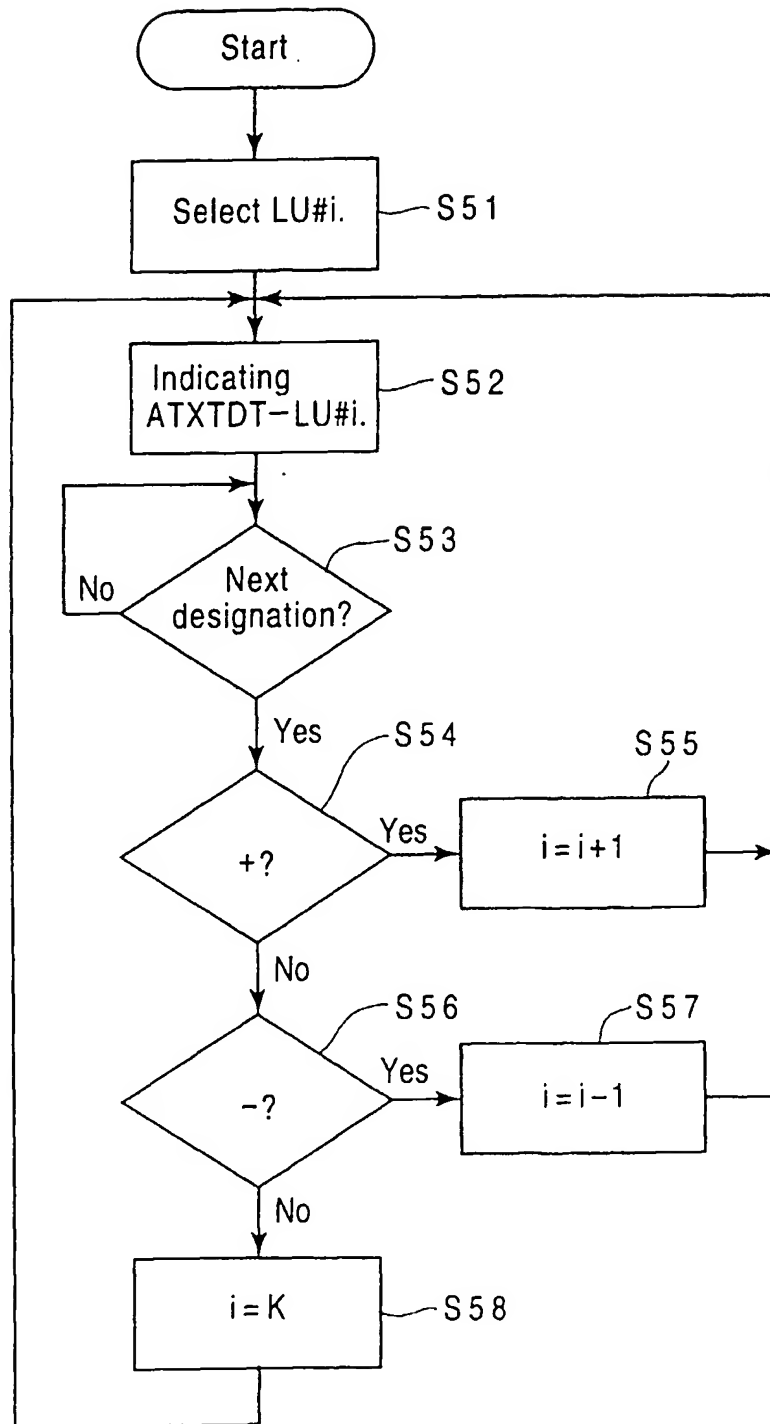 Start
Select LU#i.
S51
Indicating
ATXTDT-LU#i.
S52
S53
Next
designation?
No
Yes
S54
+?
Yes
S55
i=i+1
No
S56
-?
Yes
S57
i=i-1
No
i=K
S58